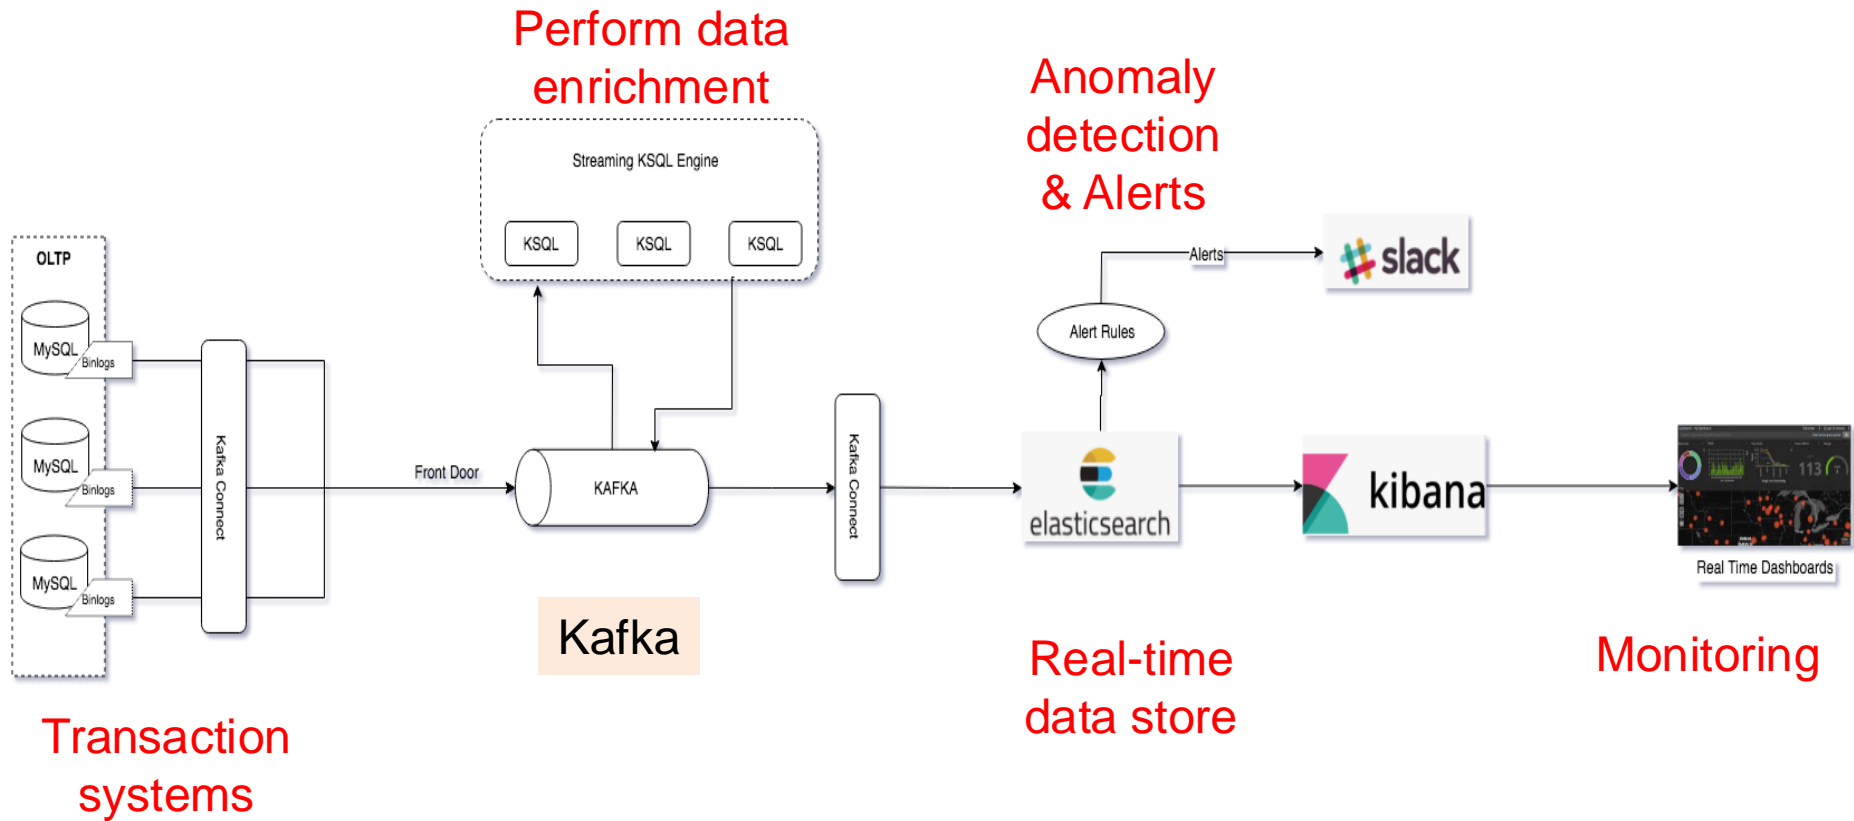 Perform data
enrichment
Anomaly
detection
& Alerts
Streaming KSQL Engine
KSQL
KSQL
KSQL
OLTP
MySQL
Binlogs
MySQL
Binlogs
MySQL
Binlogs
Kafka Connect
Front Door
KAFKA
Kafka Connect
Alerts
slack
Alert Rules
elasticsearch
kibana
113
Real Time Dashboards
Kafka
Real-time
data store
Monitoring
Transaction
systems